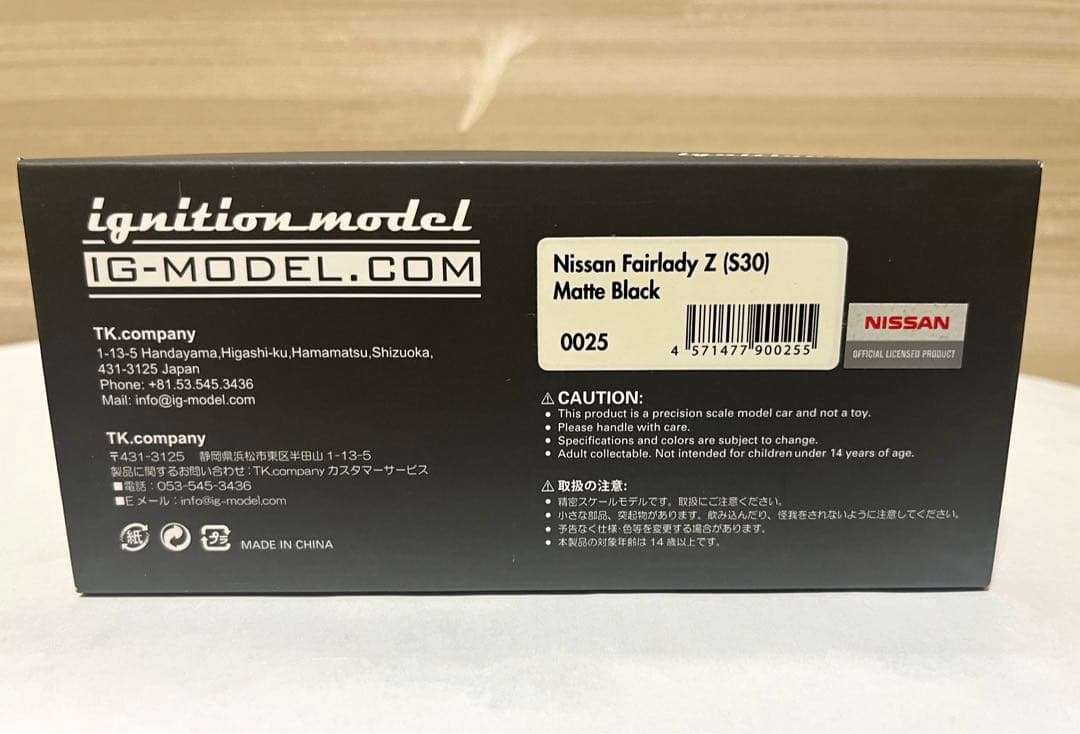 ignition model
IG-MODEL.COM
TK.company
1-13-5 Handayama,Higashi-ku,Hamamatsu,Shizuoka,
431-3125 Japan
Phone: +81.53.545.3436
Mail: info@ig-model.com
TK.company
〒431-3125 静岡県浜松市東区半田山 1-13-5
製品に関するお問い合わせ:TK.company カスタマーサービス
■電話:053-545-3436
■E メール:info@ig-model.com
紙
プラ
MADE IN CHINA
Nissan Fairlady Z (S30)
Matte Black
0025
4 571477 900255
NISSAN
OFFICIAL LICENSED PRODUCT
⚠ CAUTION:
• This product is a precision scale model car and not a toy.
• Please handle with care.
• Specifications and colors are subject to change.
• Adult collectable. Not intended for children under 14 years of age.
⚠ 取扱の注意:
• 精密スケールモデルです。取扱にご注意ください。
• 小さな部品、突起物があります。飲み込んだり、怪我をされないように注意してください。
• 予告なく仕様・色等を変更する場合があります。
• 本製品の対象年齢は 14 歳以上です。